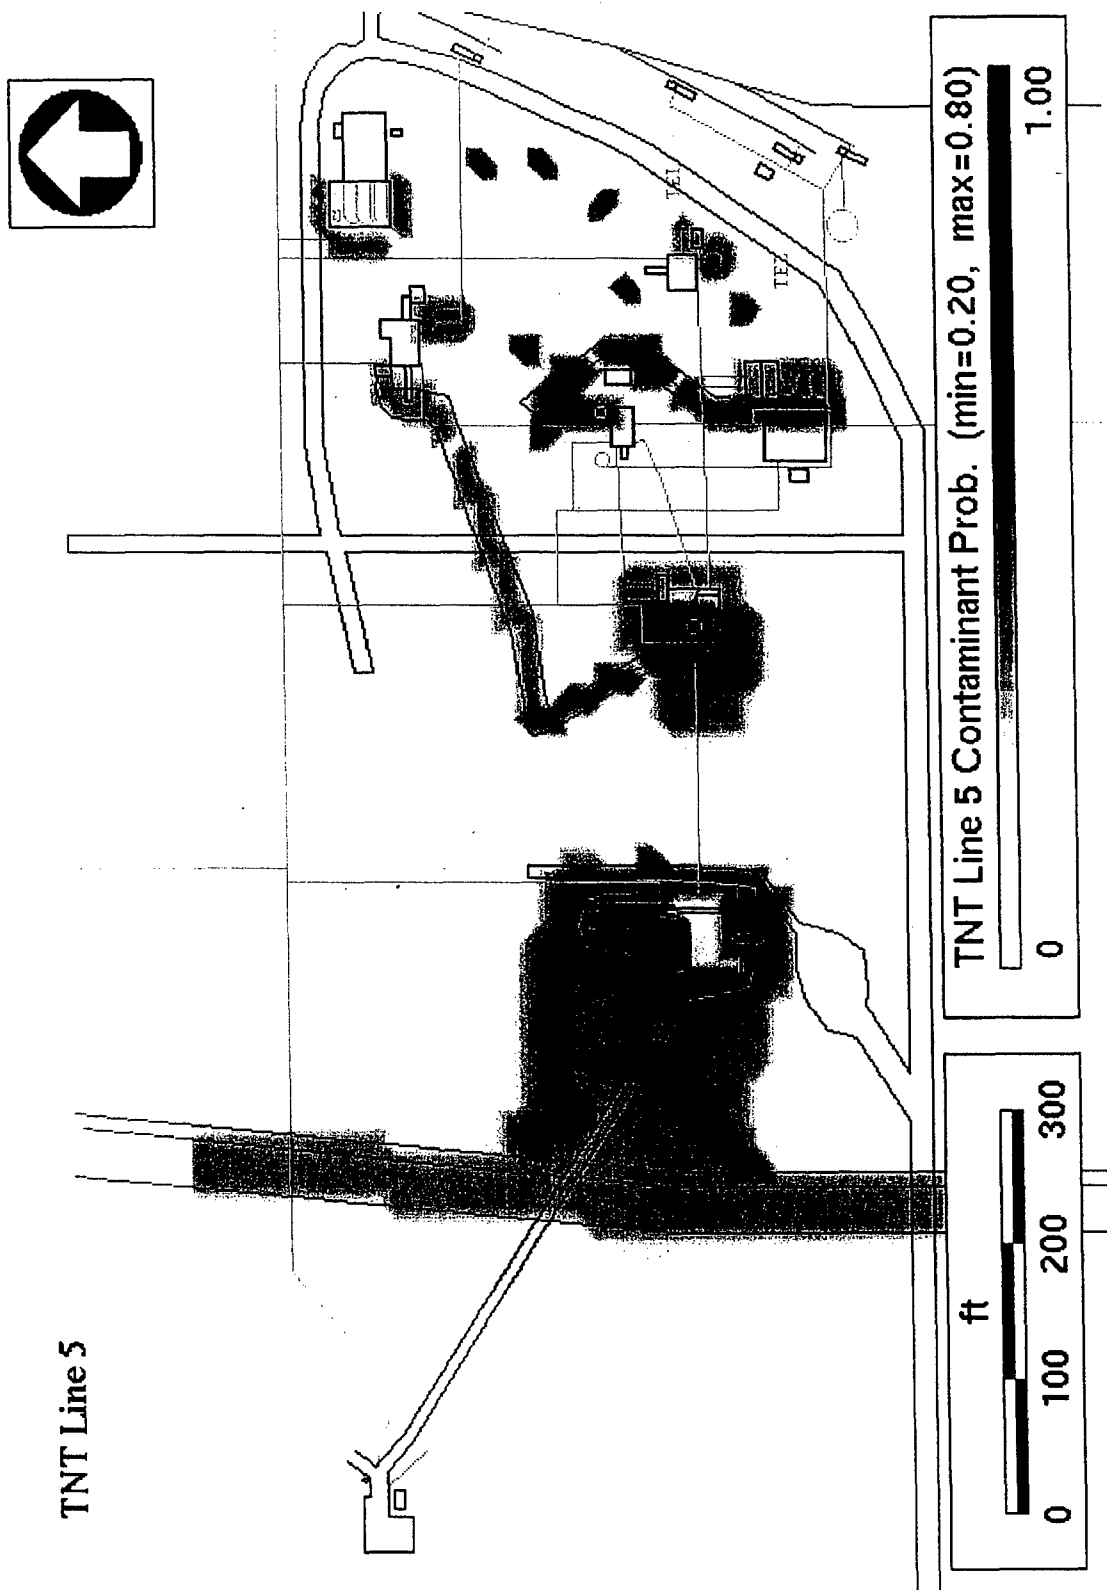 TNT Line 5
TE1
ft
0 100 200 300
TNT Line 5 Contaminant Prob. (min=0.20, max=0.80)
0 1.00